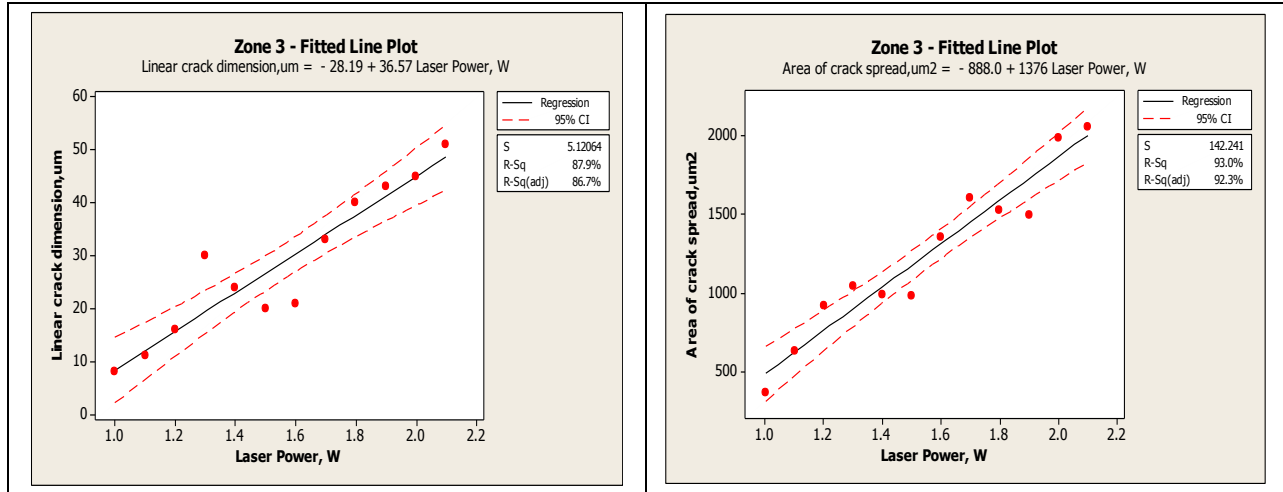 Zone 3 - Fitted Line Plot
Linear crack dimension,um = - 28.19 + 36.57 Laser Power, W
60
50
40
30
20
10
0
Linear crack dimension,um
1.0 1.2 1.4 1.6 1.8 2.0 2.2
Laser Power, W
Regression
95% CI
S 5.12064
R-Sq 87.9%
R-Sq(adj) 86.7%
Zone 3 - Fitted Line Plot
Area of crack spread,um2 = - 888.0 + 1376 Laser Power, W
2000
1500
1000
500
Area of crack spread,um2
1.0 1.2 1.4 1.6 1.8 2.0 2.2
Laser Power, W
Regression
95% CI
S 142.241
R-Sq 93.0%
R-Sq(adj) 92.3%